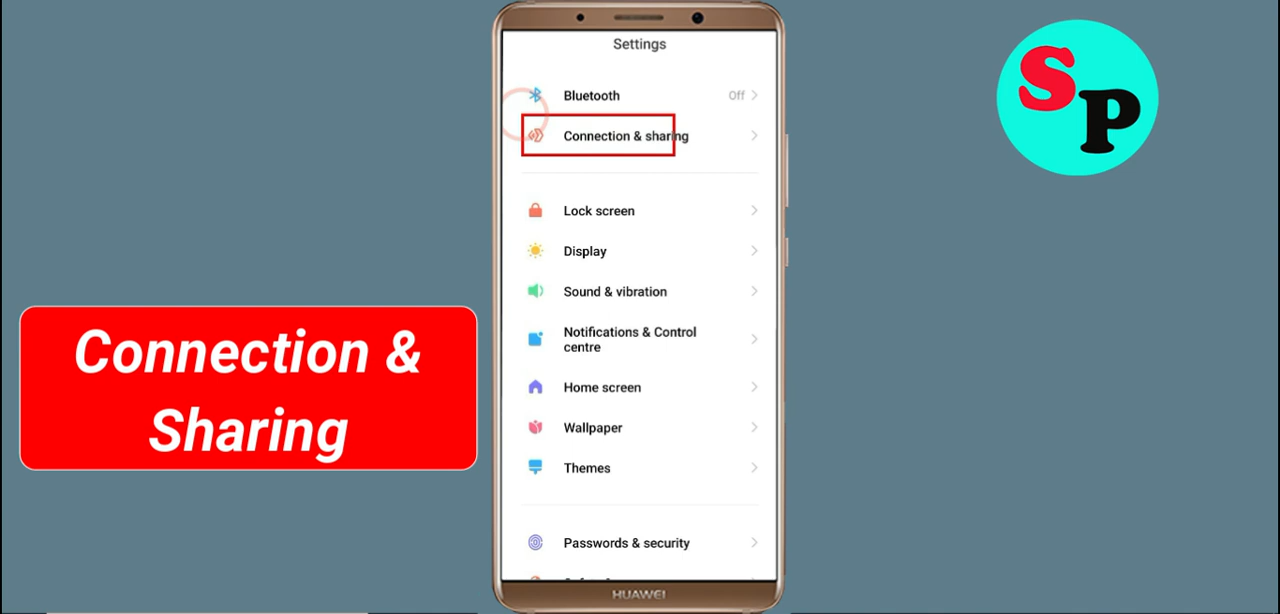 Settings
Bluetooth
Off
Connection & sharing
Lock screen
Display
Sound & vibration
Notifications & Control
centre
Home screen
Wallpaper
Themes
Passwords & security
HUAWEI
Connection &
Sharing
SP